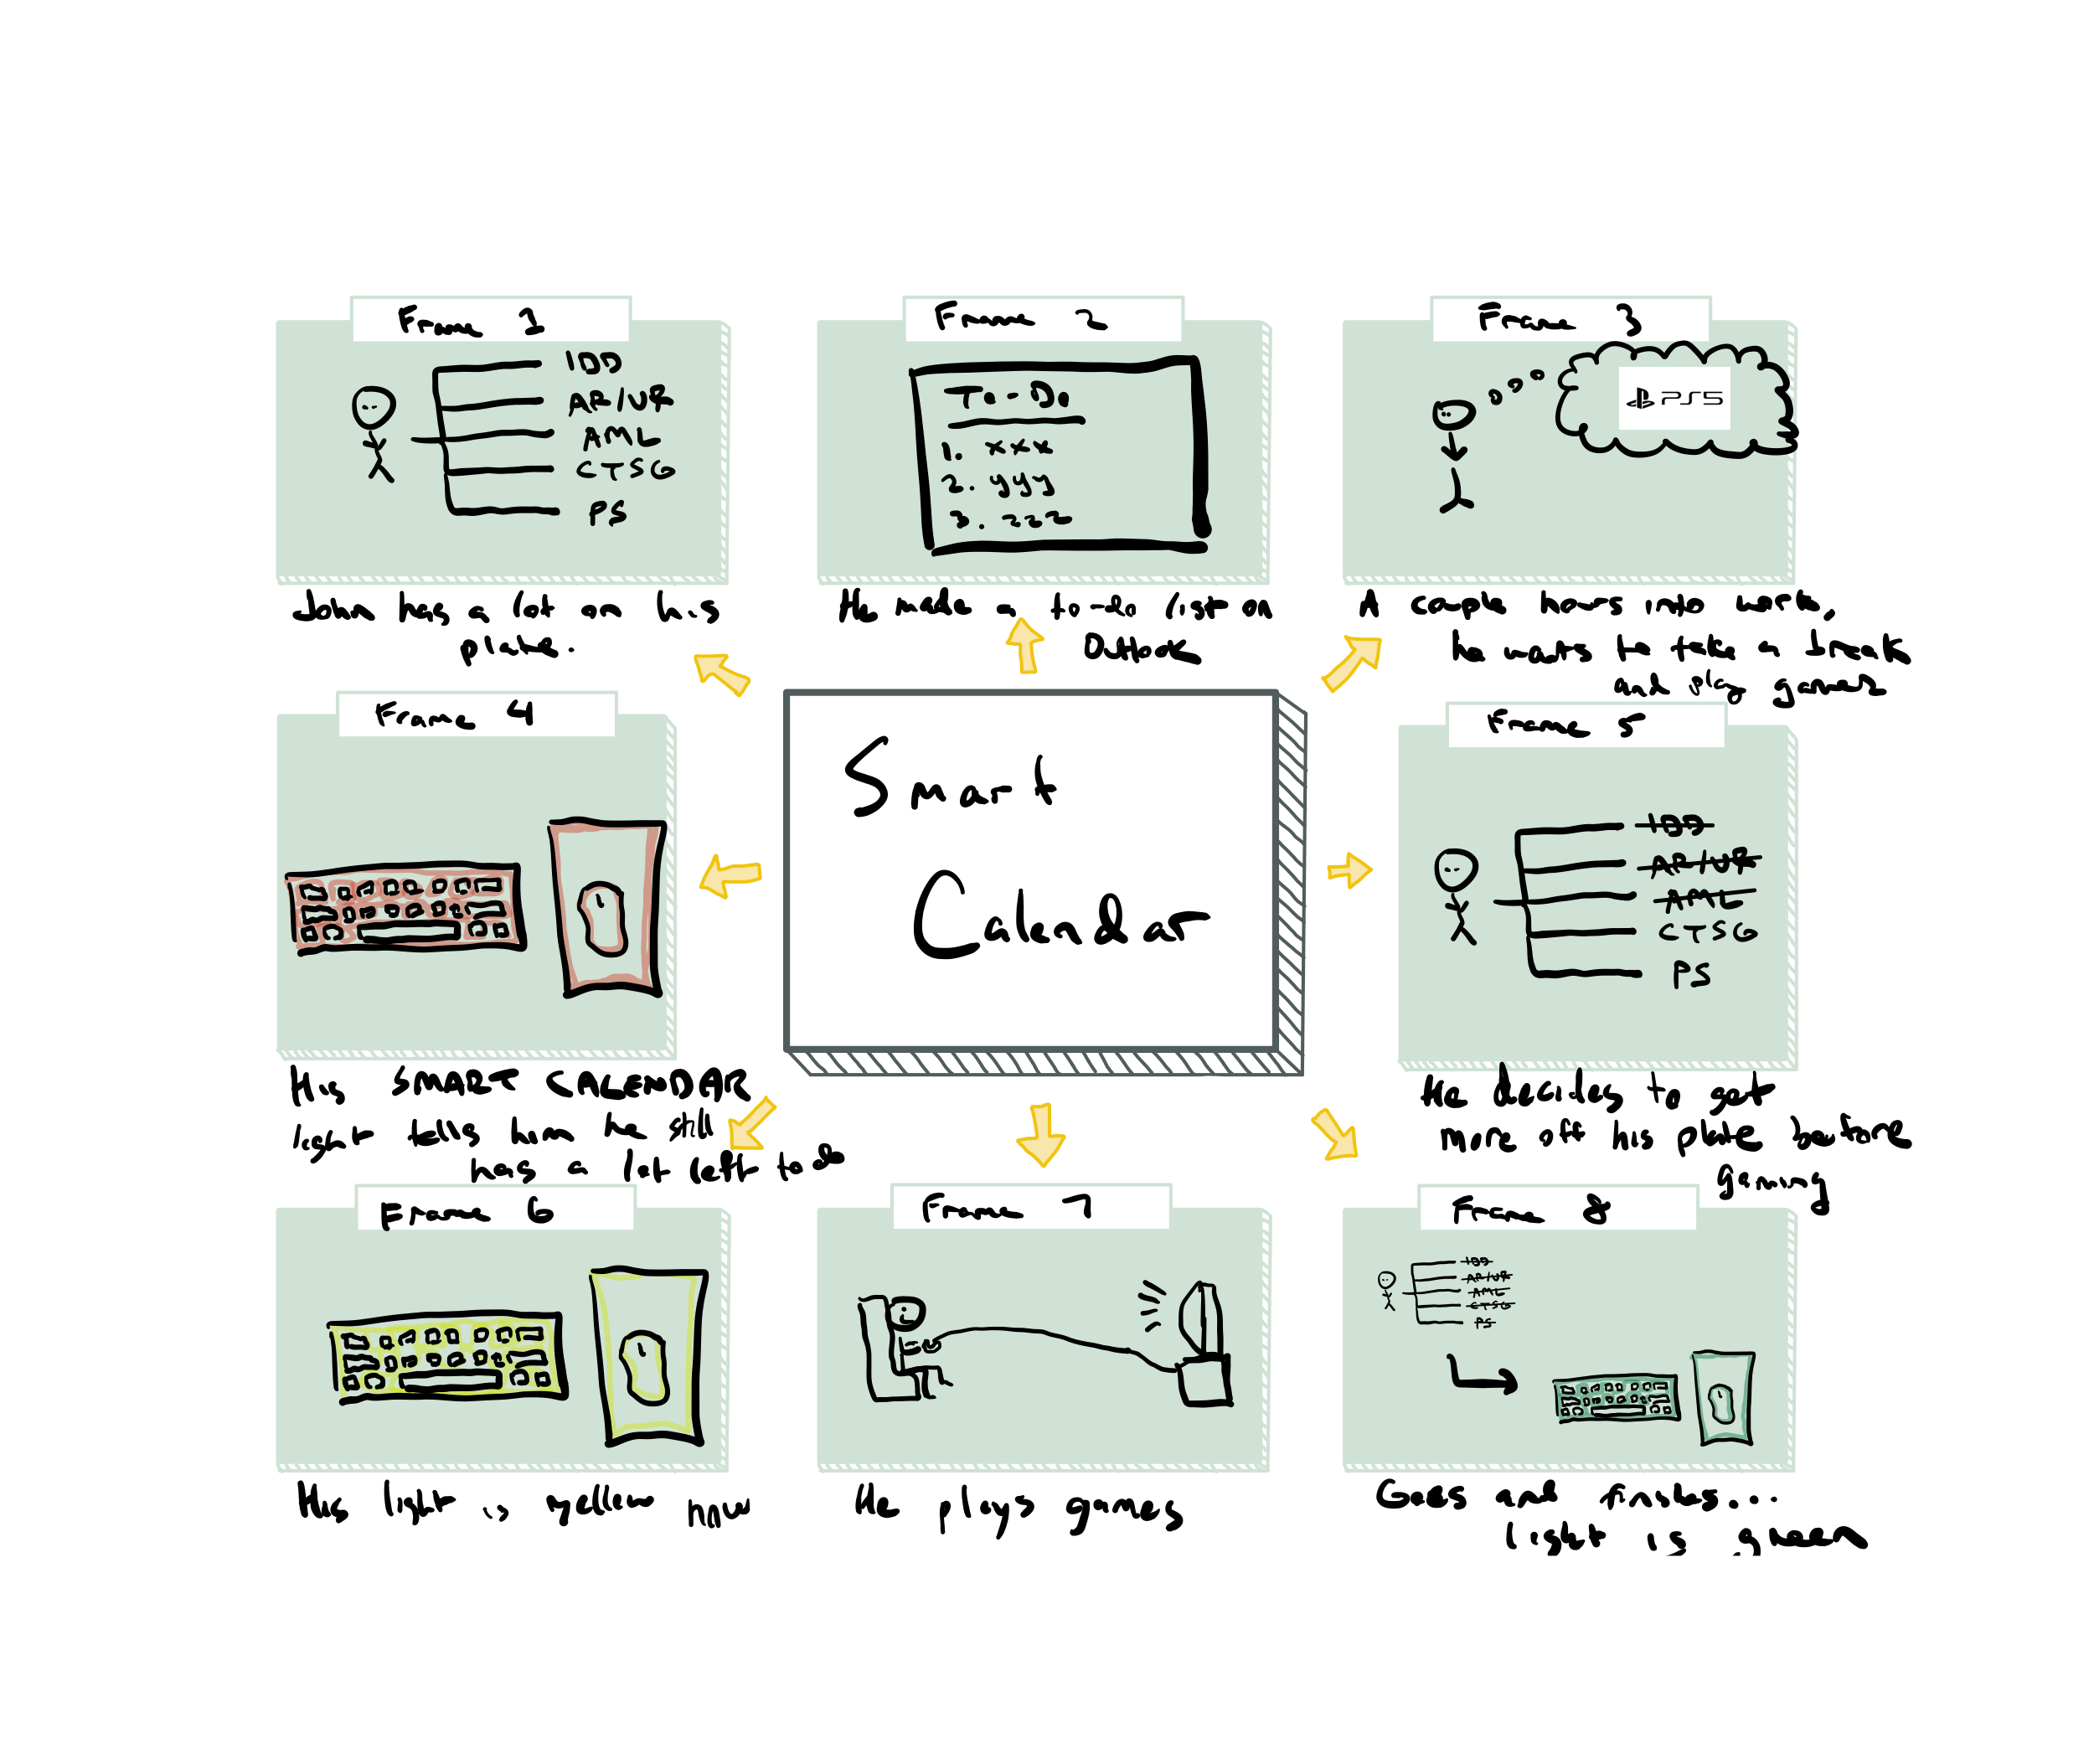 Frame 1
IDD
AR/VR
AML
CTSG
PS
John has a lot on his
plate.
Frame 2
To-Do
1. xxx
2. yyy
3. zzz
He made a to-do list on
Outlook
Frame 3
PS5
A couple hours into work,
he wants to take a break
and play games
Smart
Calendar
Frame 4
His SMART CALENDAR
light tells him he still
has a lot left to do
Frame 5
IDD
AR/VR
AML
CTSG
PS
He decides to get
more off his plate before
gaming
Frame 6
His light is yellow now
Frame 7
He plays games
Frame 8
IDD
AR/VR
AML
CTSG
PS
Goes and finishes...
light is green